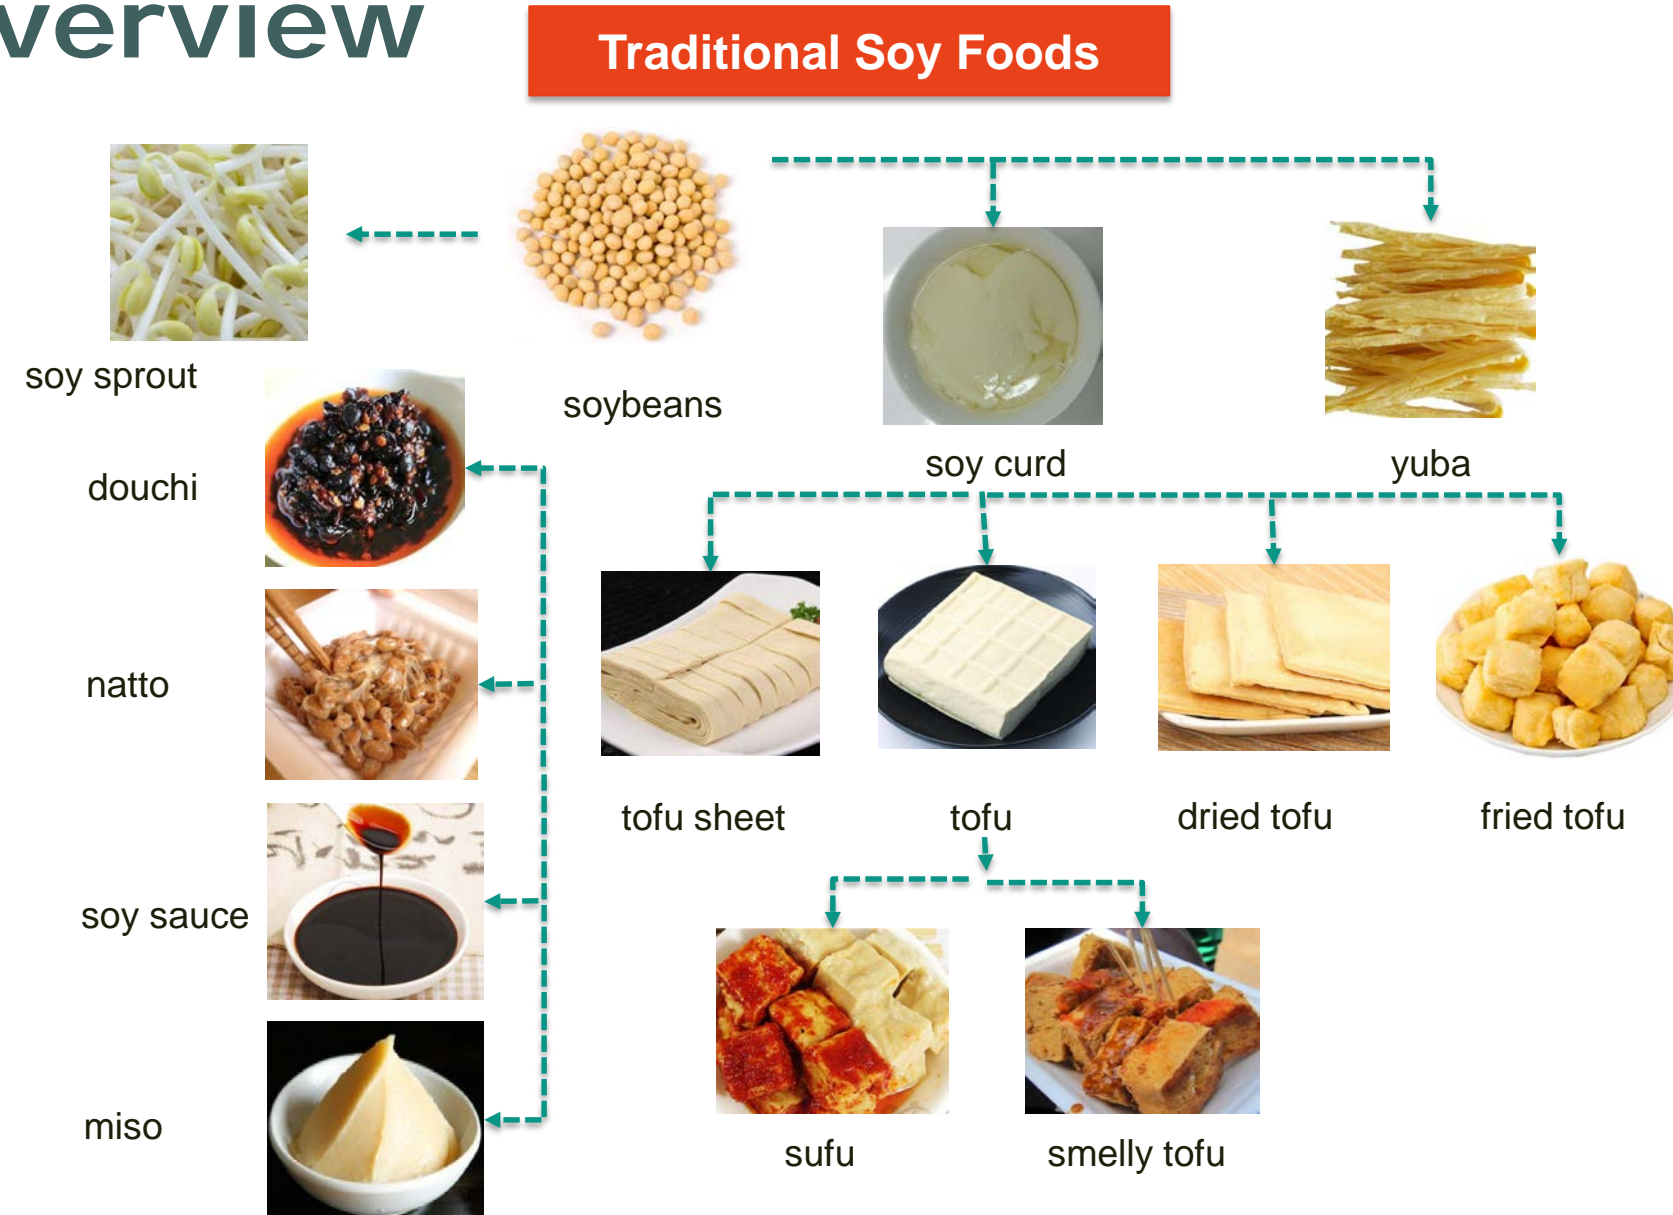 verview
Traditional Soy Foods
soy sprout
soybeans
soy curd
yuba
douchi
natto
soy sauce
miso
tofu sheet
tofu
dried tofu
fried tofu
sufu
smelly tofu